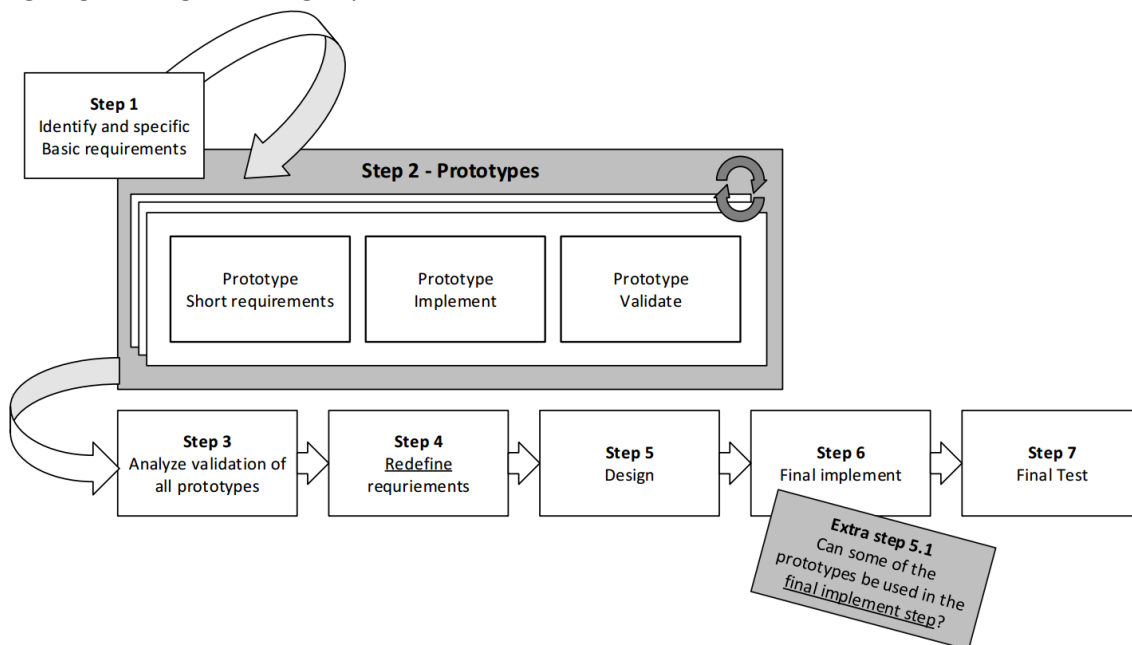 Step 1
Identify and specific
Basic requirements
Step 2 - Prototypes
Prototype
Short requirements
Prototype
Implement
Prototype
Validate
Step 3
Analyze validation of
all prototypes
Step 4
Redefine
requriements
Step 5
Design
Step 6
Final implement
Step 7
Final Test
Extra step 5.1
Can some of the
prototypes be used in the
final implement step?